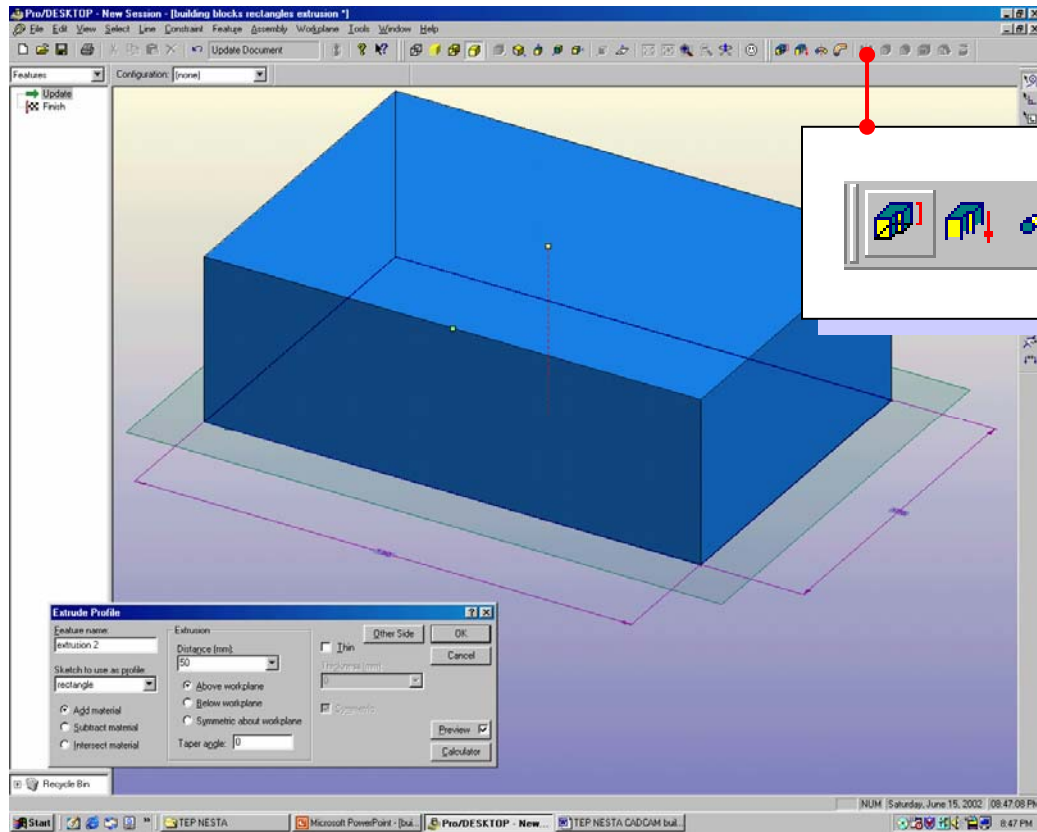 Pro/DESKTOP - New Session - [building blocks rectangles extrusion *]
File Edit View Select Line Constraint Feature Assembly Workplane Tools Window Help
Update Document
Features
Configuration: (none)
Update
Finish
Extrude Profile
Feature name:
extrusion 2
Sketch to use as profile:
rectangle
Add material
Subtract material
Intersect material
Extrusion
Distance (mm):
50
Above workplane
Below workplane
Symmetric about workplane
Taper angle: 0
Thin
Thickness (mm):
0
Symmetric
Other Side
OK
Cancel
Preview
Calculator
Recycle Bin
NUM Saturday, June 15, 2002 08:47:08 PM
Start
TEP NESTA
Microsoft PowerPoint - [bui...
Pro/DESKTOP - New...
TEP NESTA CADCAM buil...
8:47 PM